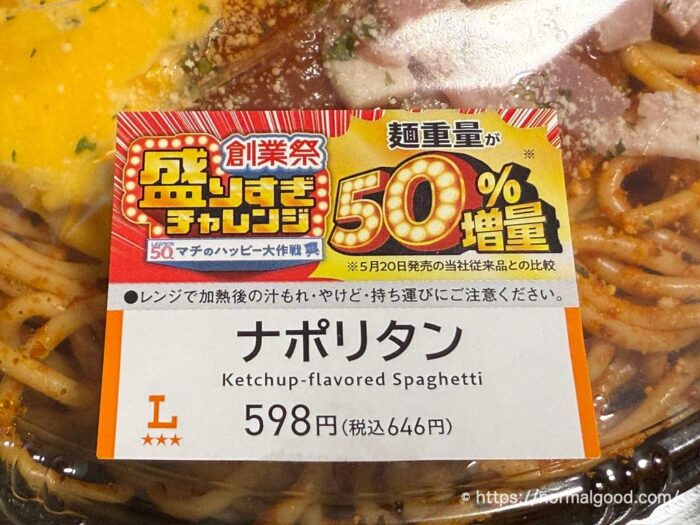 創業祭
盛りすぎ
チャレンジ
LAWSON 50 マチのハッピー大作戦
麺重量が
50%※
増量
※5月20日発売の当社従来品との比較
●レンジで加熱後の汁もれ・やけど・持ち運びにご注意ください。
ナポリタン
Ketchup-flavored Spaghetti
L
★★★
598円(税込646円)
© https://normalgood.com/